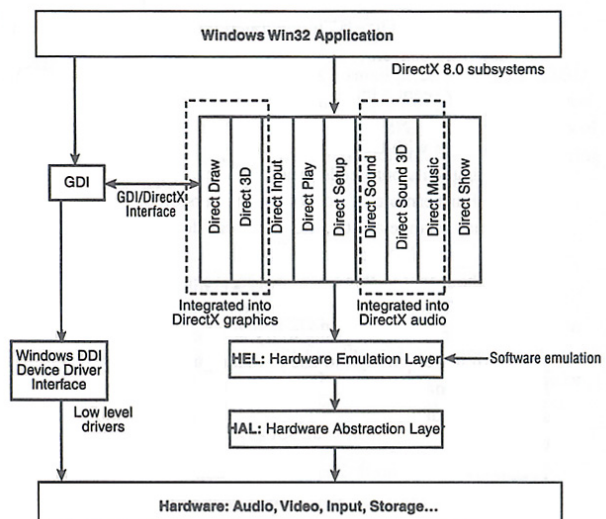 Windows Win32 Application
DirectX 8.0 subsystems
GDI
GDI/DirectX
Interface
Direct Draw
Direct 3D
Direct Input
Direct Play
Direct Setup
Direct Sound
Direct Sound 3D
Direct Music
Direct Show
Integrated into
DirectX graphics
Integrated into
DirectX audio
Windows DDI
Device Driver
Interface
HEL: Hardware Emulation Layer
Software emulation
Low level
drivers
HAL: Hardware Abstraction Layer
Hardware: Audio, Video, Input, Storage...